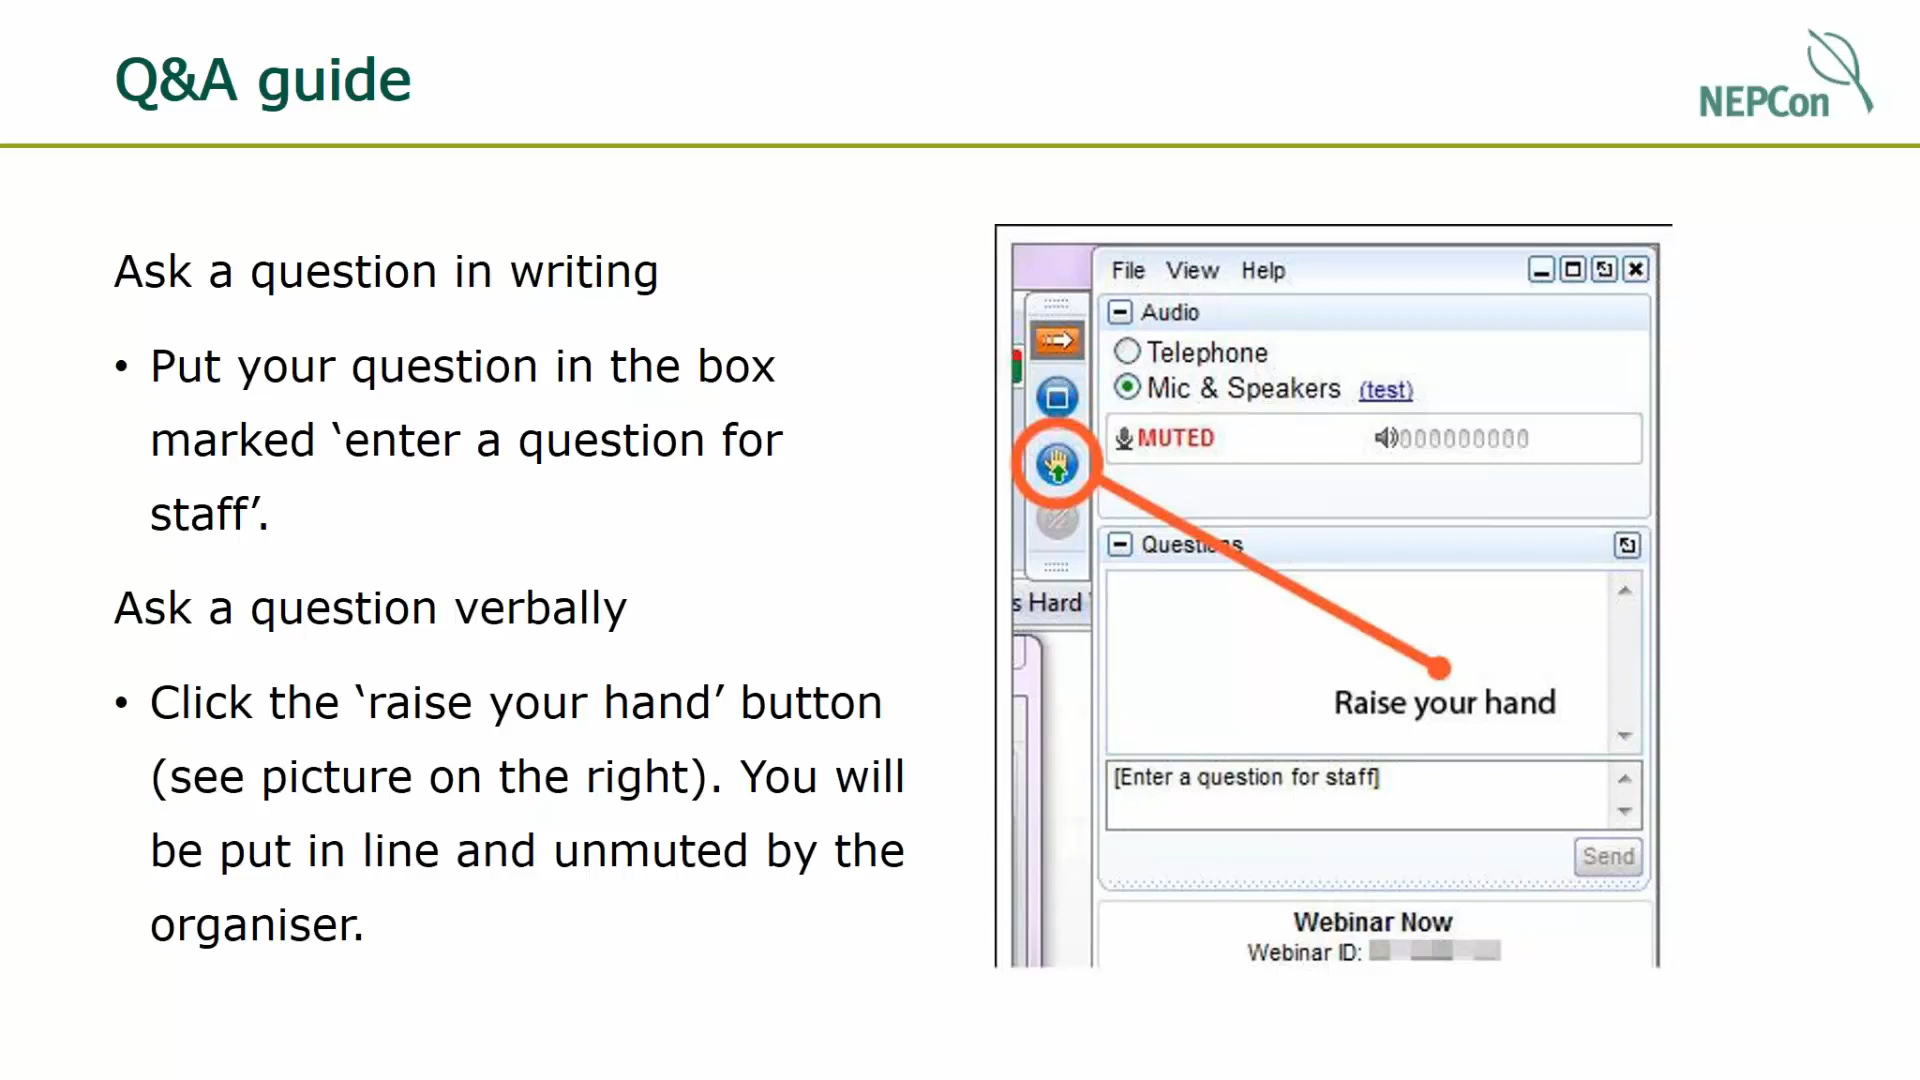 Q&A guide
NEPCon
Ask a question in writing
• Put your question in the box
marked ‘enter a question for
staff’.
Ask a question verbally
• Click the ‘raise your hand’ button
(see picture on the right). You will
be put in line and unmuted by the
organiser.
File View Help
Audio
Telephone
Mic & Speakers (test)
MUTED
Questions
s Hard
Raise your hand
[Enter a question for staff]
Send
Webinar Now
Webinar ID: